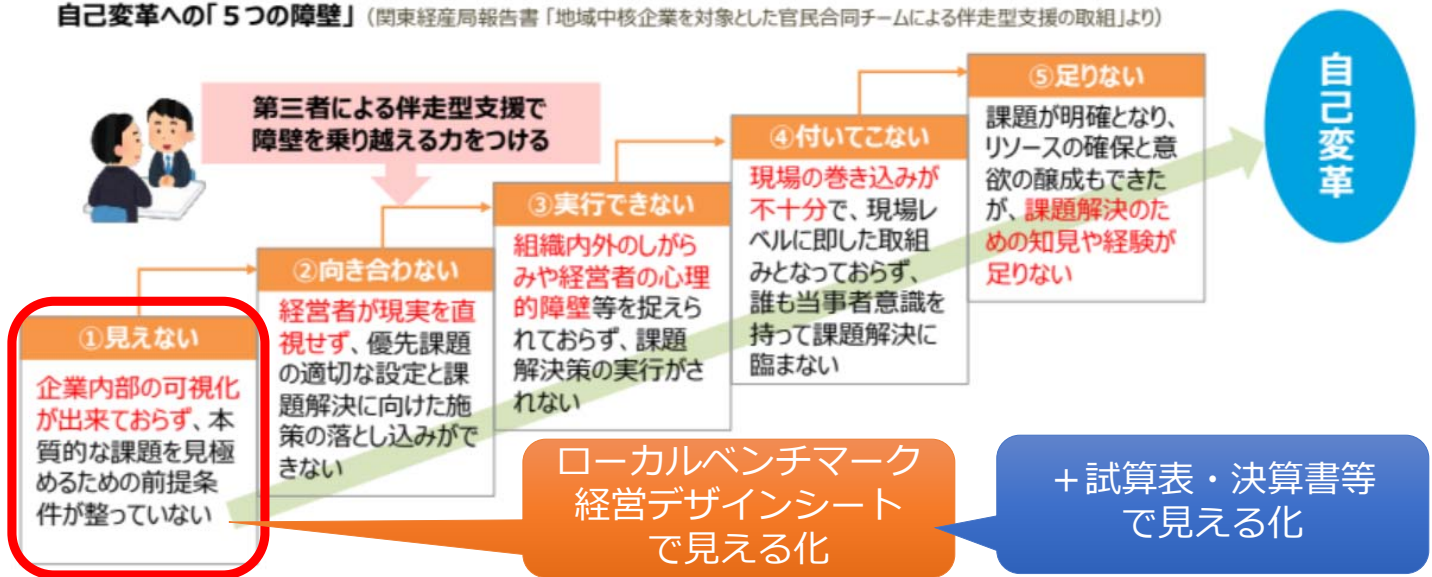 自己変革への「５つの障壁」（関東経産局報告書「地域中核企業を対象とした官民合同チームによる伴走型支援の取組」より）
第三者による伴走型支援で
障壁を乗り越える力をつける
①見えない
企業内部の可視化
が出来ておらず、本
質的な課題を見極
めるための前提条
件が整っていない
②向き合わない
経営者が現実を直
視せず、優先課題
の適切な設定と課
題解決に向けた施
策の落とし込みがで
きない
③実行できない
組織内外のしがら
みや経営者の心理
的障壁等を捉えら
れておらず、課題
解決策の実行がさ
れない
④付いてこない
現場の巻き込みが
不十分で、現場レ
ベルに即した取組
みとなっておらず、
誰も当事者意識を
持って課題解決に
臨まない
⑤足りない
課題が明確となり、
リソースの確保と意
欲の醸成もできた
が、課題解決のた
めの知見や経験が
足りない
自己変革
ローカルベンチマーク
経営デザインシート
で見える化
＋試算表・決算書等
で見える化